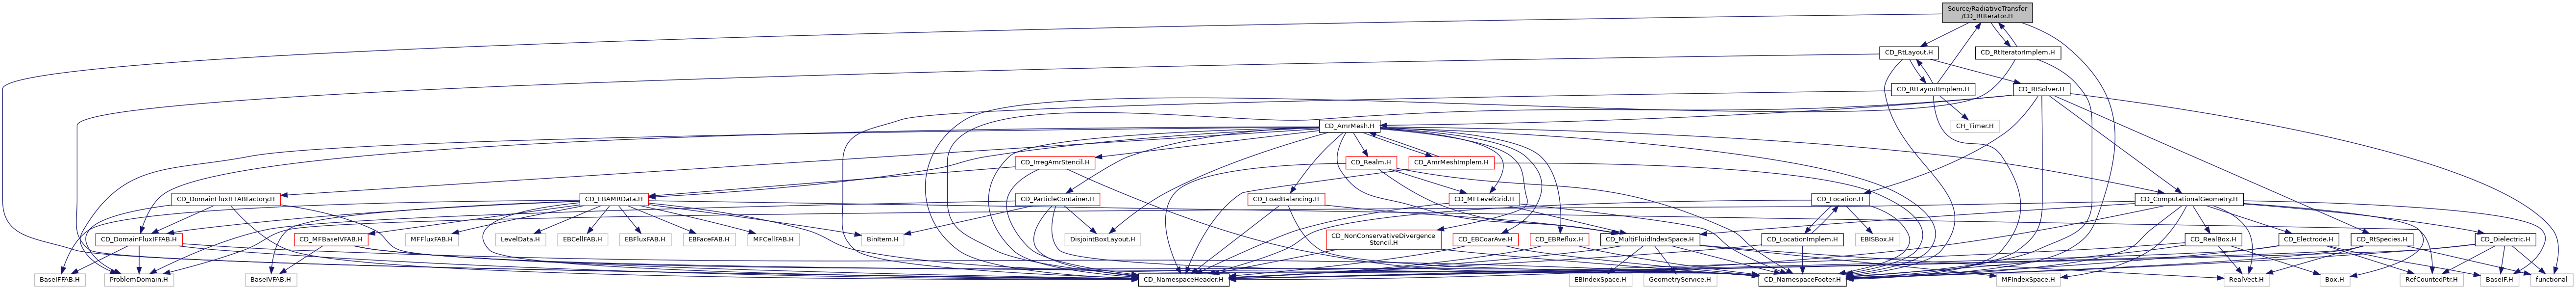 Source/RadiativeTransfer
/CD_RtIterator.H
CD_RtLayout.H
CD_RtIteratorImplem.H
CD_RtLayoutImplem.H
CD_RtSolver.H
CD_AmrMesh.H
CH_Timer.H
CD_IrregAmrStencil.H
CD_Realm.H
CD_AmrMeshImplem.H
CD_DomainFluxIFFABFactory.H
CD_EBAMRData.H
CD_ParticleContainer.H
CD_LoadBalancing.H
CD_MFLevelGrid.H
CD_Location.H
CD_ComputationalGeometry.H
CD_DomainFluxIFFAB.H
CD_MFBaseIVFAB.H
MFFluxFAB.H
LevelData.H
EBCellFAB.H
EBFluxFAB.H
EBFaceFAB.H
MFCellFAB.H
BinItem.H
DisjointBoxLayout.H
CD_NonConservativeDivergence
Stencil.H
CD_EBCoarAve.H
CD_EBReflux.H
CD_MultiFluidIndexSpace.H
CD_LocationImplem.H
EBISBox.H
CD_RealBox.H
CD_Electrode.H
CD_RtSpecies.H
CD_Dielectric.H
BaseIFFAB.H
ProblemDomain.H
BaseIVFAB.H
CD_NamespaceHeader.H
EBIndexSpace.H
GeometryService.H
CD_NamespaceFooter.H
MFIndexSpace.H
RealVect.H
Box.H
RefCountedPtr.H
BaseIF.H
functional